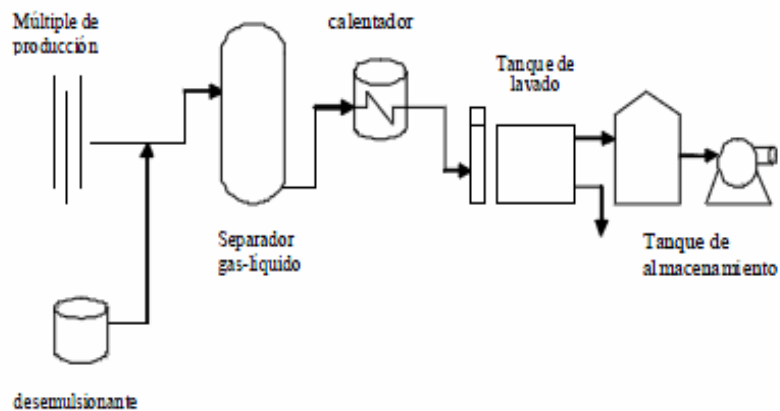 Múltiple de
producción
calentador
Tanque de
lavado
Separador
gas-líquido
Tanque de
almacenamiento
desemulsionante